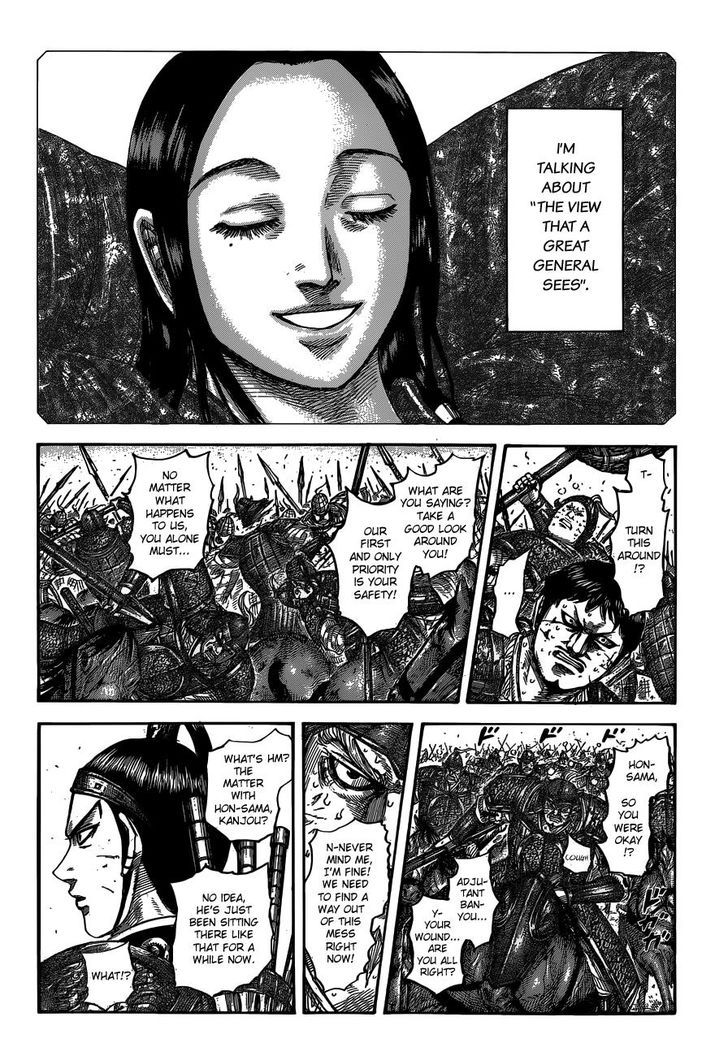 I'M
TALKING
ABOUT
"THE VIEW
THAT A
GREAT
GENERAL
SEES".
T-
TURN
THIS
AROUND
!?
...
WHAT ARE
YOU SAYING?
TAKE A
GOOD LOOK
AROUND
YOU!
OUR
FIRST
AND ONLY
PRIORITY
IS YOUR
SAFETY!
NO
MATTER
WHAT
HAPPENS
TO US,
YOU ALONE
MUST...
ド ド ド
HON-
SAMA,
SO
YOU
WERE
OKAY
!?
COUGH
ADJU-
TANT
BAN-
YOU...
Y-
YOUR
WOUND...
ARE
YOU ALL
RIGHT?
N-NEVER
MIND ME,
I'M FINE!
WE NEED
TO FIND
A WAY OUT
OF THIS
MESS
RIGHT
NOW!
WHAT'S HM?
THE
MATTER
WITH
HON-SAMA,
KANJOU?
NO IDEA,
HE'S JUST
BEEN
SITTING
THERE LIKE
THAT FOR A
WHILE NOW.
WHAT!?